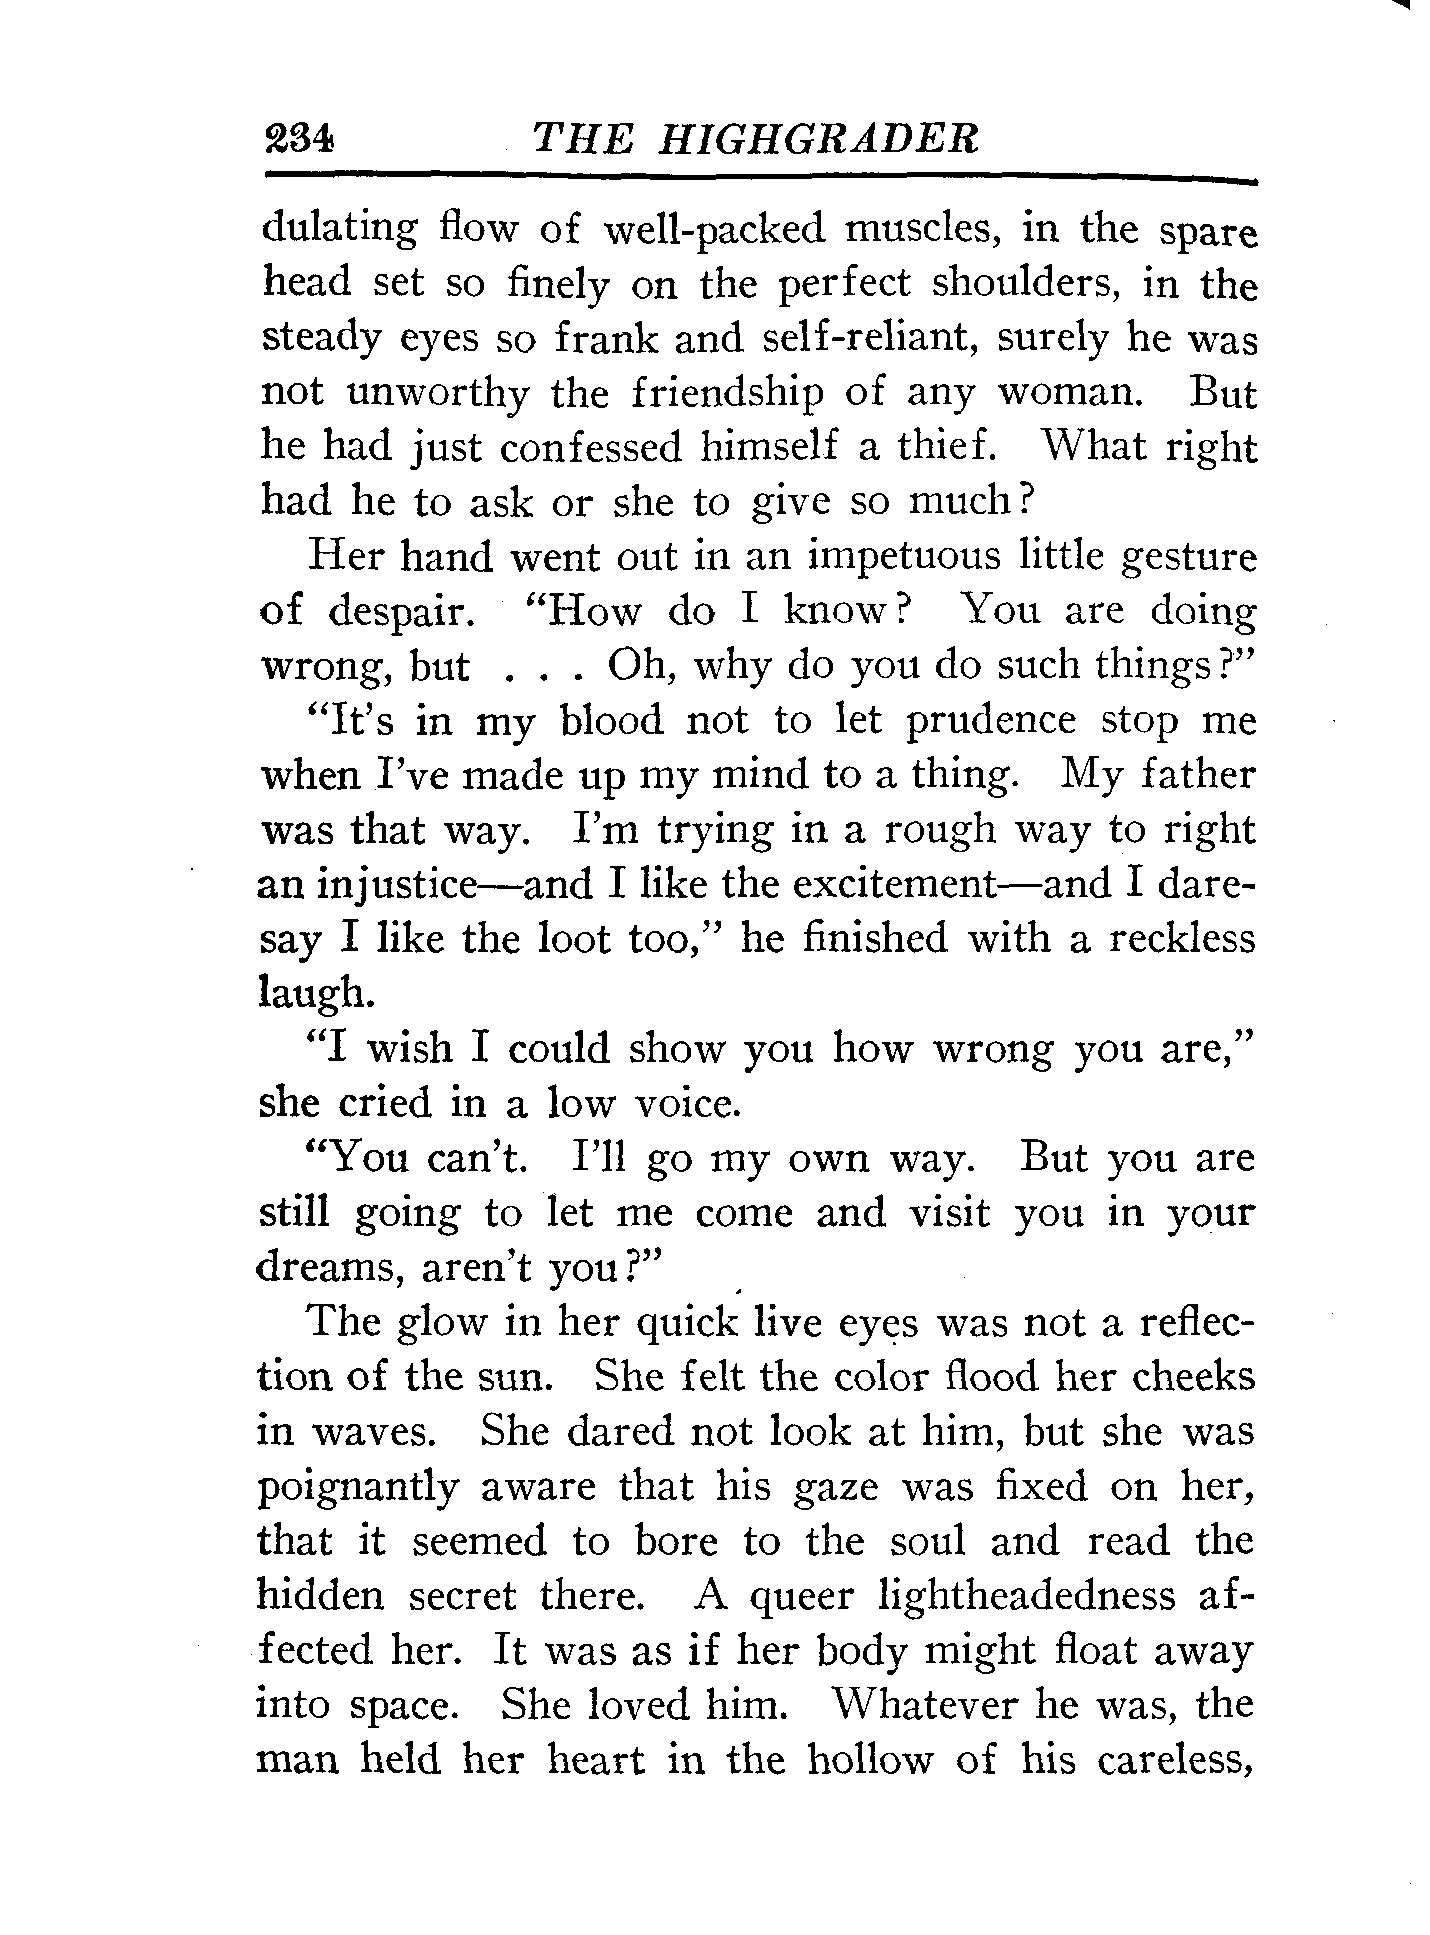 234 THE HIGHGRADER
dulating flow of well-packed muscles, in the spare
head set so finely on the perfect shoulders, in the
steady eyes so frank and self-reliant, surely he was
not unworthy the friendship of any woman. But
he had just confessed himself a thief. What right
had he to ask or she to give so much?
Her hand went out in an impetuous little gesture
of despair. “How do I know? You are doing
wrong, but . . . Oh, why do you do such things?”
“It’s in my blood not to let prudence stop me
when I’ve made up my mind to a thing. My father
was that way. I’m trying in a rough way to right
an injustice—and I like the excitement—and I dare-
say I like the loot too,” he finished with a reckless
laugh.
“I wish I could show you how wrong you are,”
she cried in a low voice.
“You can’t. I’ll go my own way. But you are
still going to let me come and visit you in your
dreams, aren’t you?”
The glow in her quick live eyes was not a reflec-
tion of the sun. She felt the color flood her cheeks
in waves. She dared not look at him, but she was
poignantly aware that his gaze was fixed on her,
that it seemed to bore to the soul and read the
hidden secret there. A queer lightheadedness af-
fected her. It was as if her body might float away
into space. She loved him. Whatever he was, the
man held her heart in the hollow of his careless,